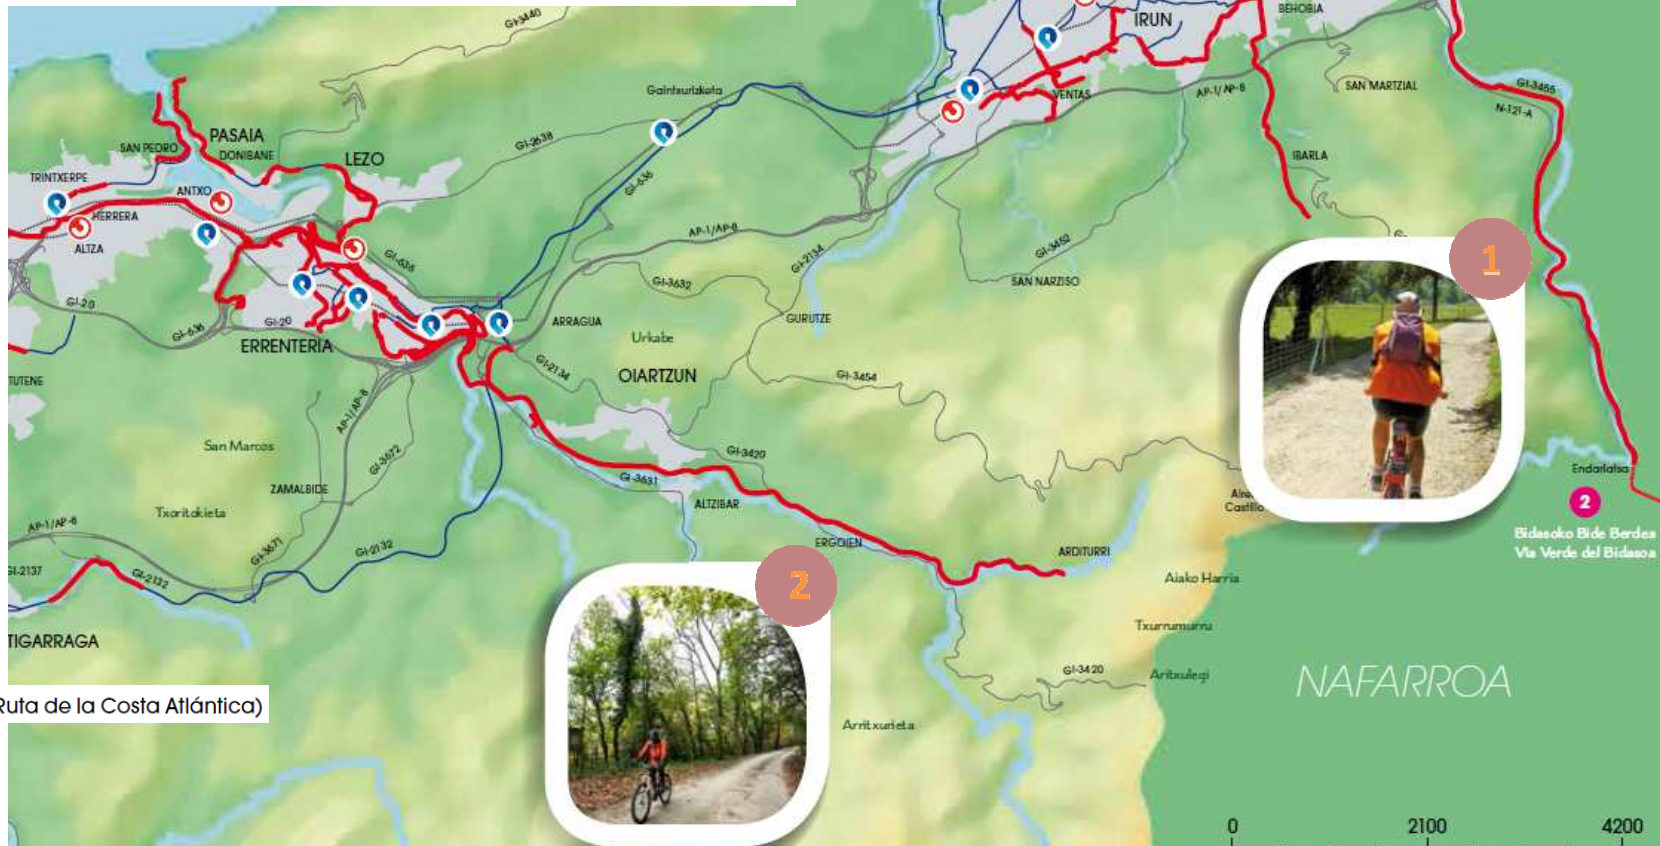 GI-3440
IRUN
BEHOBIA
Gaintxurizketa
VENTAS
AP-1/AP-8
SAN MARTZIAL
GI-3455
N-121-A
PASAIA
SAN PEDRO
DONIBANE
LEZO
GI-2638
IBARLA
TRINTXERPE
ANTXO
GI-636
HERRERA
ALTZA
AP-1/AP-8
GI-636
GI-2134
GI-3452
SAN NARZISO
1
GI-3632
GI-20
GI-636
GI-20
ERRENTERIA
ARRAGUA
GURUTZE
Urkabe
GI-2134
OIARTZUN
GI-3454
TUTENE
AP-1/AP-8
San Marcos
GI-3672
GI-3420
GI-3631
ZAMALBIDE
ALTZIBAR
Endarlatsa
Castillo
2
Txoritokieta
AP-1/AP-8
GI-3671
GI-2132
ERGOIEN
ARDITURRI
Bidasoko Bide Berdea
Vía Verde del Bidasoa
GI-2137
GI-2132
2
Aiako Harria
Txurrumurru
TIGARRAGA
GI-3420
Aritxulegi
NAFARROA
Ruta de la Costa Atlántica)
Arritxurieta
0 2100 4200